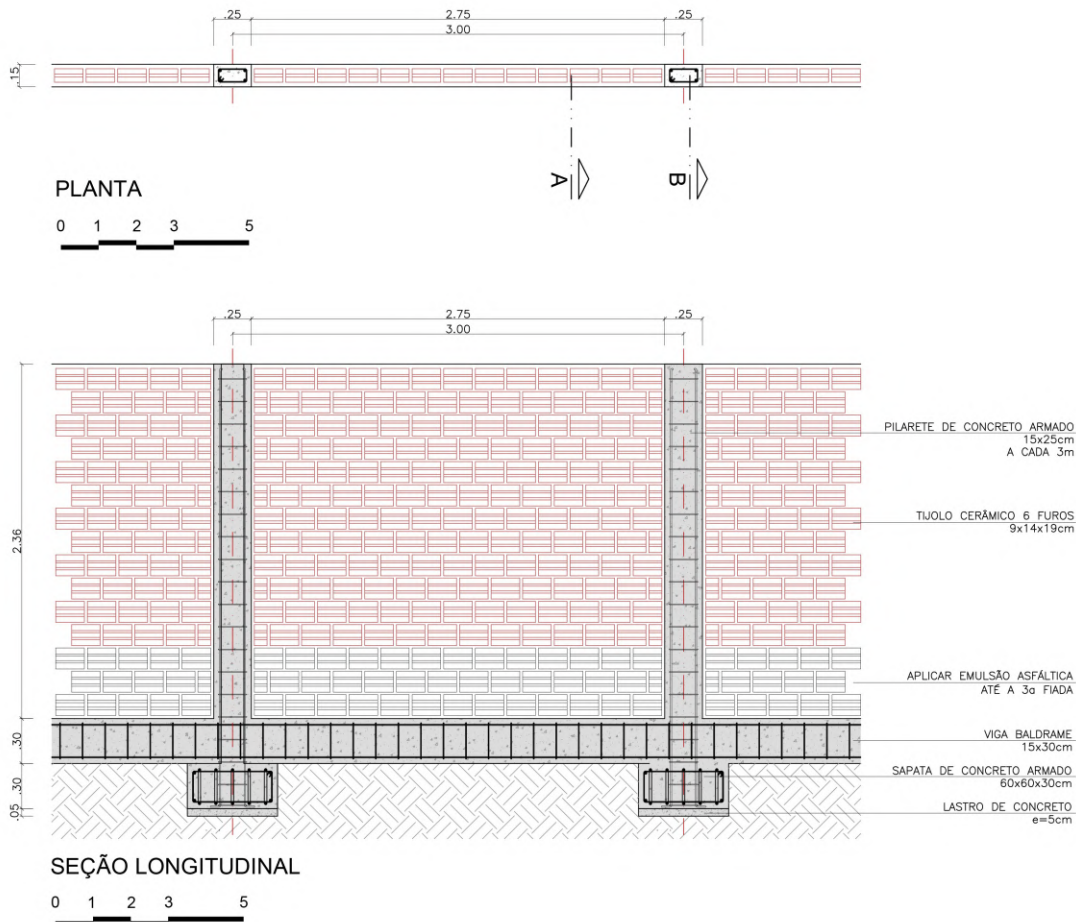 .25 2.75 .25
3.00
.15
A B
PLANTA
0 1 2 3 5
.25 2.75 .25
3.00
2.36
PILARETE DE CONCRETO ARMADO
15x25cm
A CADA 3m
TIJOLO CERÂMICO 6 FUROS
9x14x19cm
APLICAR EMULSÃO ASFÁLTICA
ATÉ A 3a FIADA
.30
VIGA BALDRAME
15x30cm
.30
SAPATA DE CONCRETO ARMADO
60x60x30cm
.05
LASTRO DE CONCRETO
e=5cm
SEÇÃO LONGITUDINAL
0 1 2 3 5